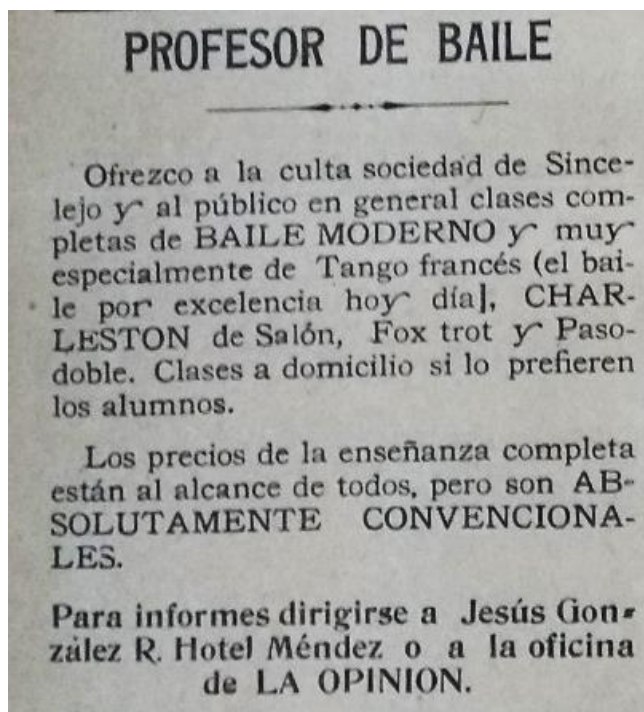 PROFESOR DE BAILE
Ofrezco a la culta sociedad de Since-
lejo y al público en general clases com-
pletas de BAILE MODERNO y muy
especialmente de Tango francés (el bai-
le por excelencia hoy día], CHAR-
LESTON de Salón, Fox trot y Paso-
doble. Clases a domicilio si lo prefieren
los alumnos.
Los precios de la enseñanza completa
están al alcance de todos, pero son AB-
SOLUTAMENTE CONVENCIONA-
LES.
Para informes dirigirse a Jesús Gon-
zález R. Hotel Méndez o a la oficina
de LA OPINION.